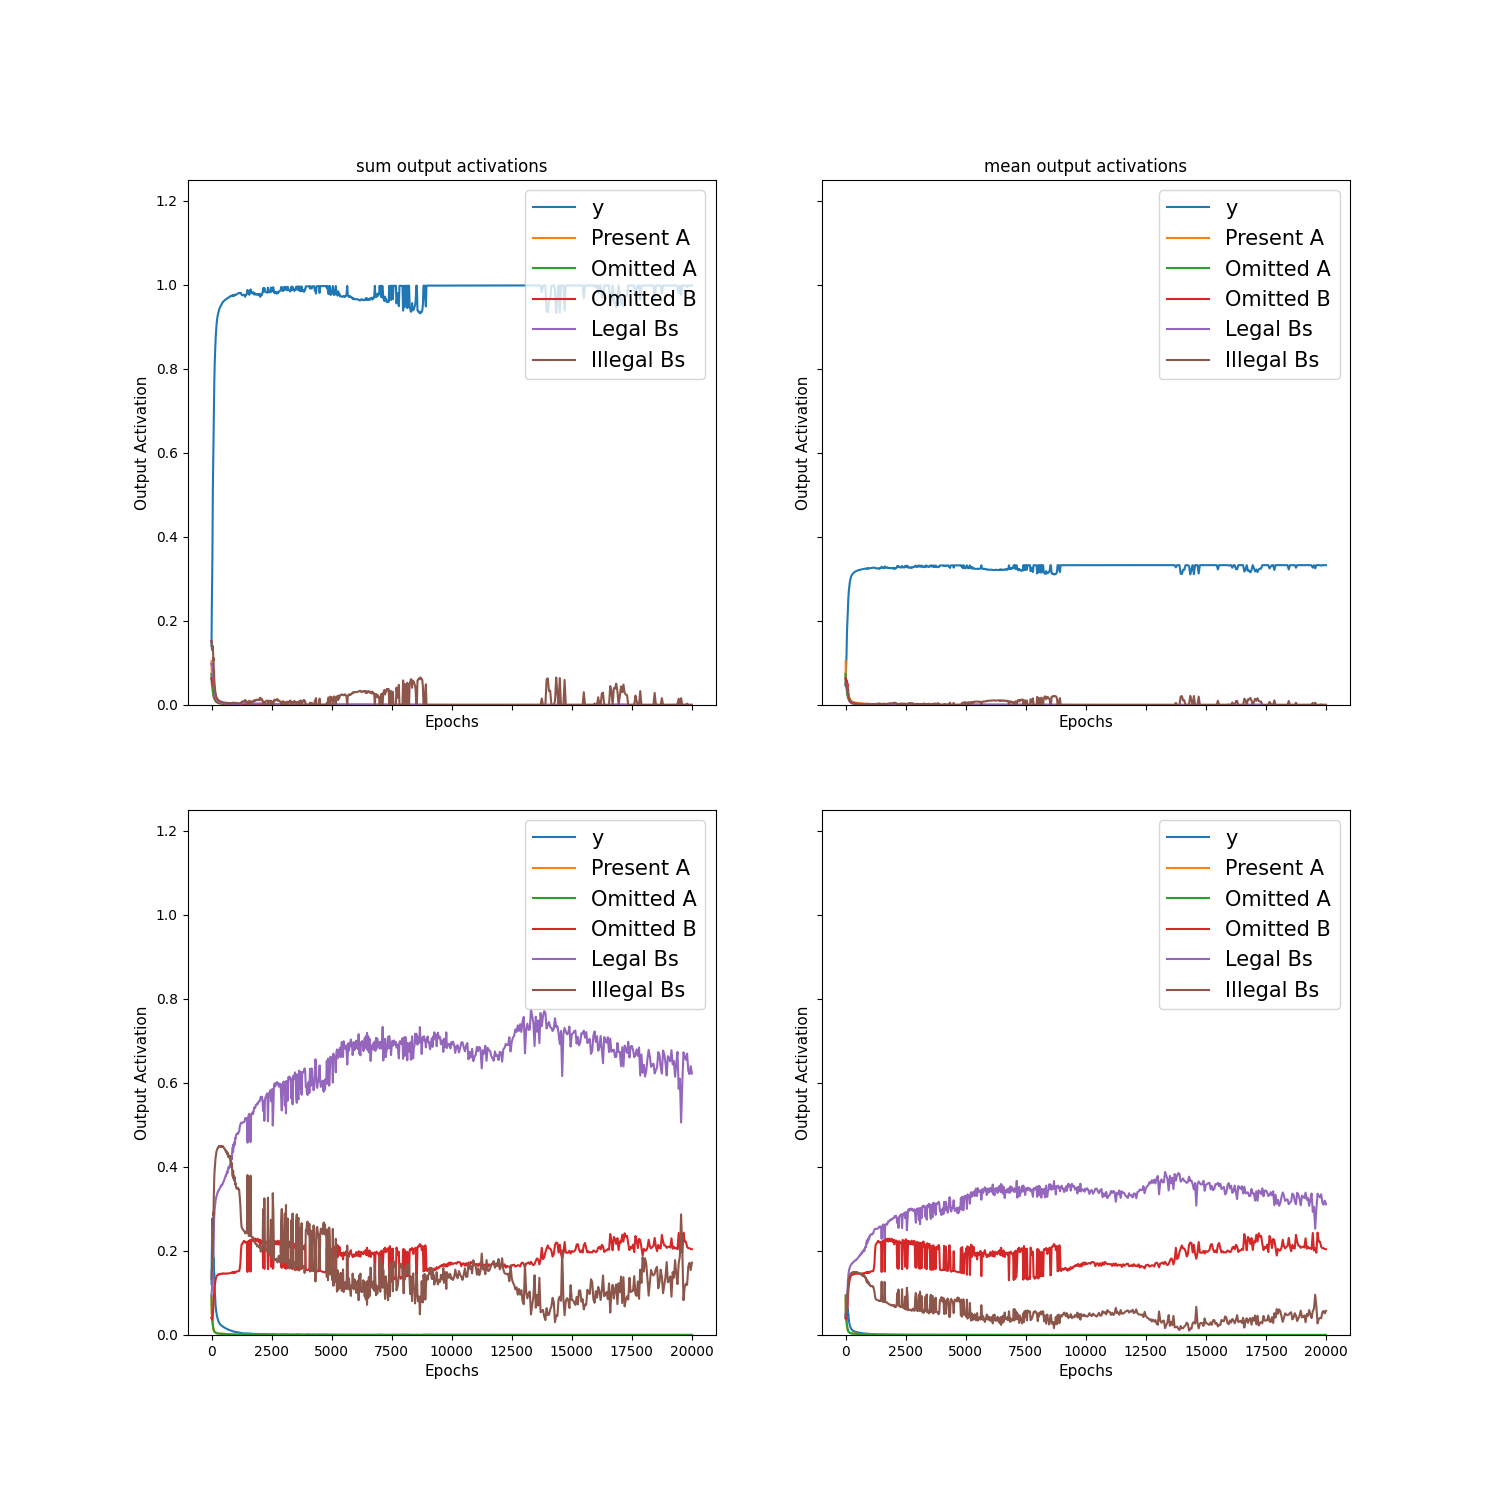 sum output activations
mean output activations
1.2
1.0
0.8
0.6
0.4
0.2
0.0
Output Activation
Epochs
y
Present A
Omitted A
Omitted B
Legal Bs
Illegal Bs
Output Activation
Epochs
y
Present A
Omitted A
Omitted B
Legal Bs
Illegal Bs
1.2
1.0
0.8
0.6
0.4
0.2
0.0
Output Activation
0 2500 5000 7500 10000 12500 15000 17500 20000
Epochs
y
Present A
Omitted A
Omitted B
Legal Bs
Illegal Bs
Output Activation
0 2500 5000 7500 10000 12500 15000 17500 20000
Epochs
y
Present A
Omitted A
Omitted B
Legal Bs
Illegal Bs